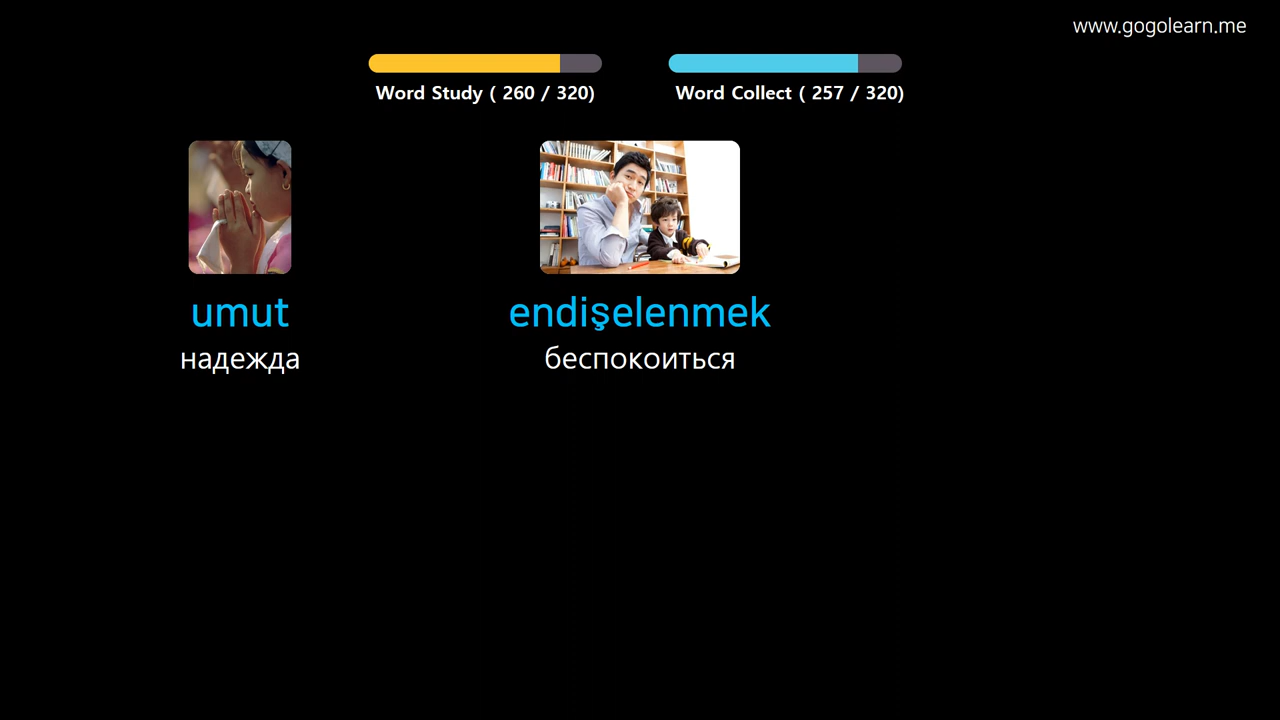 www.gogolearn.me
Word Study ( 260 / 320)
Word Collect ( 257 / 320)
umut
надежда
endişelenmek
беспокоиться